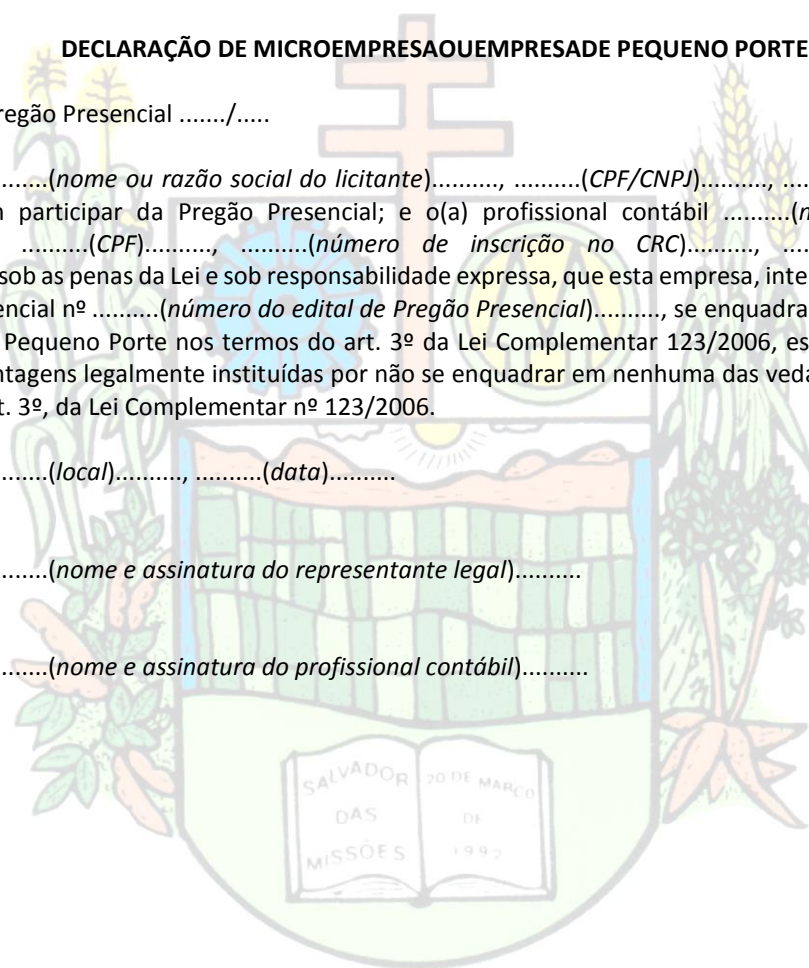 DECLARAÇÃO DE MICROEMPRESAOUEMPRESADE PEQUENO PORTE
regão Presencial ......./.....
.......(nome ou razão social do licitante).........., ..........(CPF/CNPJ).........., ....
participar da Pregão Presencial; e o(a) profissional contábil ..........(
..........(CPF).........., ..........(número de inscrição no CRC).........., .....
sob as penas da Lei e sob responsabilidade expressa, que esta empresa, inte
encial nº ..........(número do edital de Pregão Presencial).........., se enquadra
Pequeno Porte nos termos do art. 3º da Lei Complementar 123/2006, es
ntagens legalmente instituídas por não se enquadrar em nenhuma das veda
t. 3º, da Lei Complementar nº 123/2006.
.......(local).........., ..........(data)..........
.......(nome e assinatura do representante legal)..........
.......(nome e assinatura do profissional contábil)..........
SALVADOR
DAS
MISSÕES
20 DE MARÇO
DE
1992